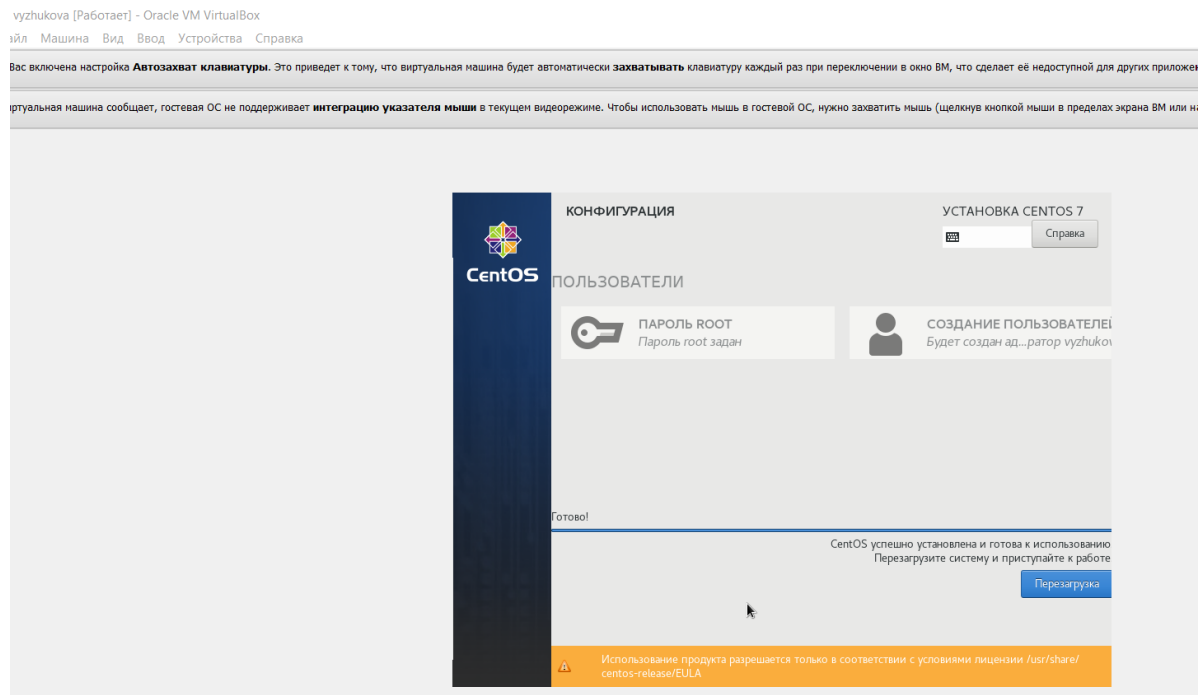 vyzhukova [Работает] - Oracle VM VirtualBox
айл Машина Вид Ввод Устройства Справка
Вас включена настройка Автозахват клавиатуры. Это приведет к тому, что виртуальная машина будет автоматически захватывать клавиатуру каждый раз при переключении в окно ВМ, что сделает её недоступной для других приложен
иртуальная машина сообщает, гостевая ОС не поддерживает интеграцию указателя мыши в текущем видеорежиме. Чтобы использовать мышь в гостевой ОС, нужно захватить мышь (щелкнув кнопкой мыши в пределах экрана ВМ или на
КОНФИГУРАЦИЯ
УСТАНОВКА CENTOS 7
Справка
CentOS
ПОЛЬЗОВАТЕЛИ
ПАРОЛЬ ROOT
Пароль root задан
СОЗДАНИЕ ПОЛЬЗОВАТЕЛЕЙ
Будет создан ад...ратор vyzhukov
Готово!
CentOS успешно установлена и готова к использованию
Перезагрузите систему и приступайте к работе
Перезагрузка
Использование продукта разрешается только в соответствии с условиями лицензии /usr/share/
centos-release/EULA